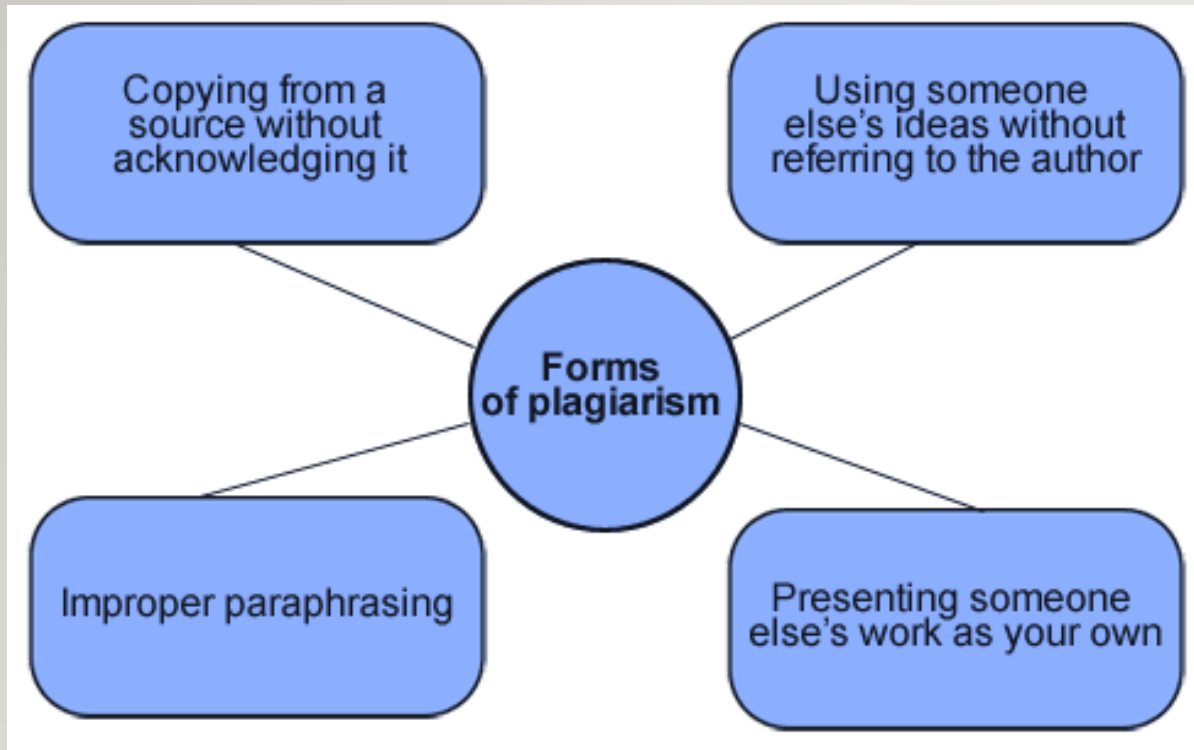 Copying from a
source without
acknowledging it
Using someone
else’s ideas without
referring to the author
Forms
of plagiarism
Improper paraphrasing
Presenting someone
else’s work as your own